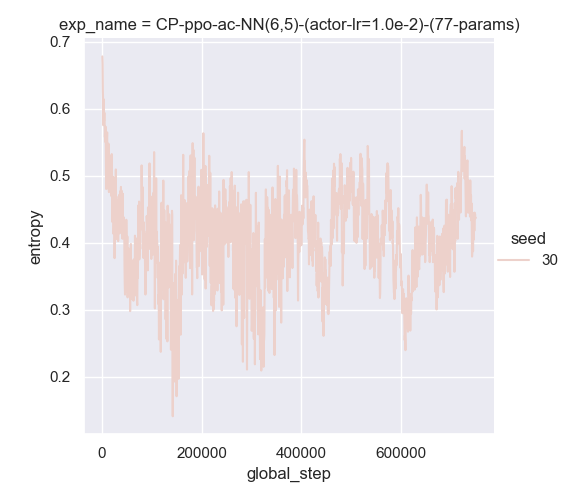 exp_name = CP-ppo-ac-NN(6,5)-(actor-lr=1.0e-2)-(77-params)
0.7
0.6
0.5
0.4
0.3
0.2
entropy
0
200000
400000
600000
global_step
seed
30